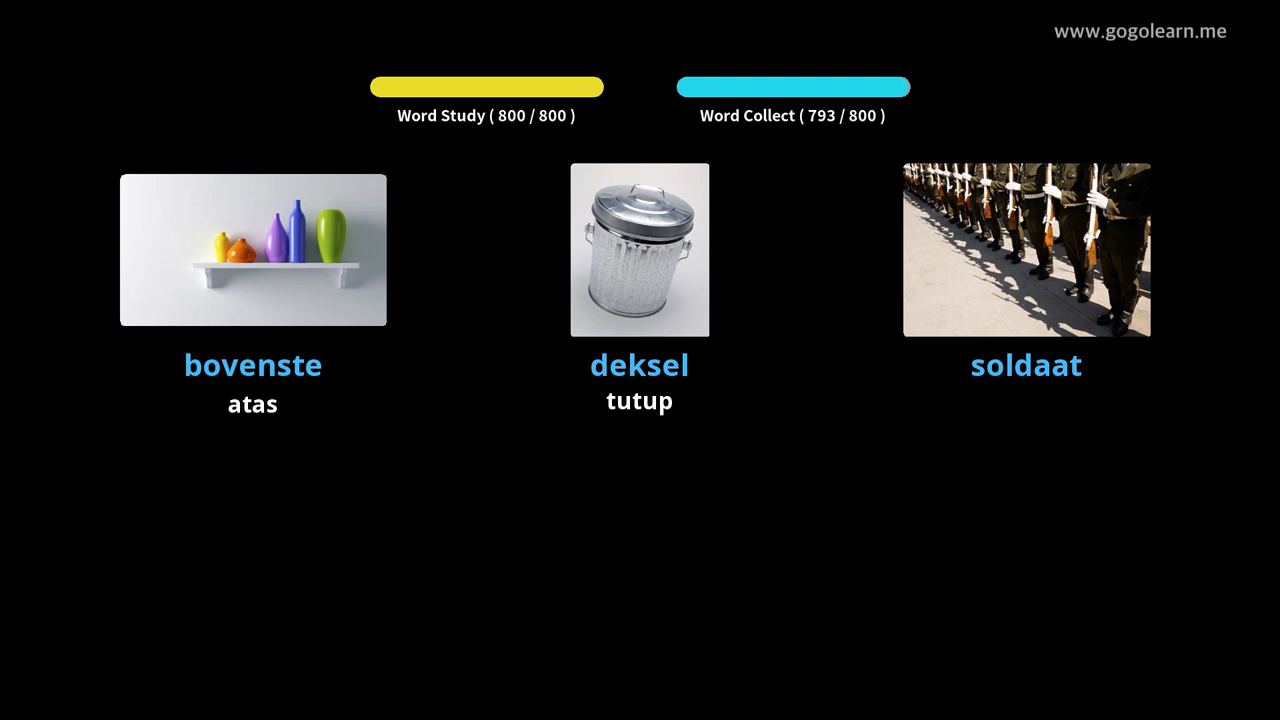 www.gogolearn.me
Word Study ( 800 / 800 )
Word Collect ( 793 / 800 )
bovenste
atas
deksel
tutup
soldaat